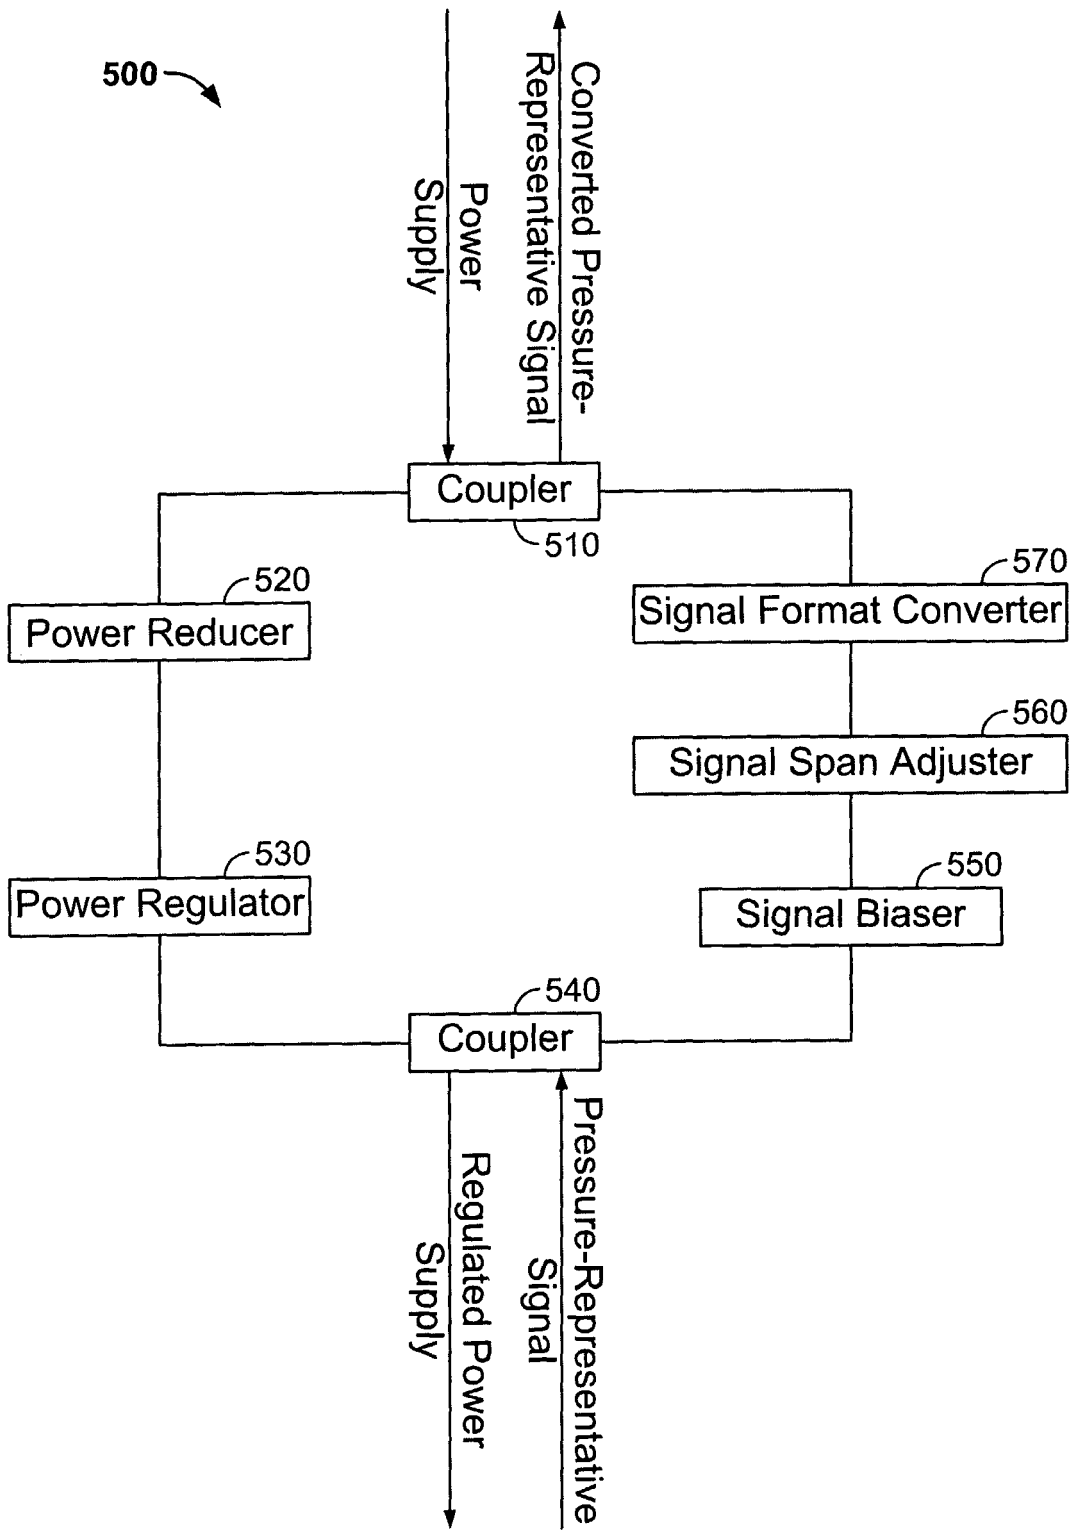 500
Converted Pressure-
Representative Signal
Power
Supply
Coupler
510
520
Power Reducer
570
Signal Format Converter
560
Signal Span Adjuster
530
Power Regulator
550
Signal Biaser
540
Coupler
Pressure-Representative
Signal
Regulated Power
Supply